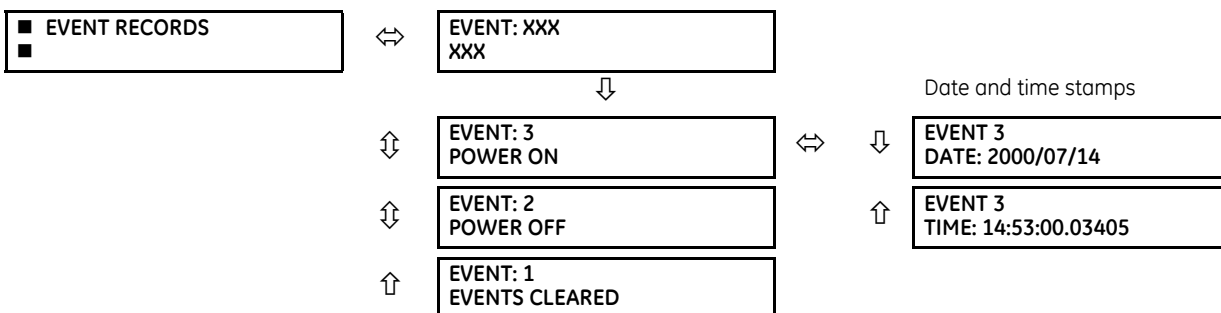 ■ EVENT RECORDS
■
EVENT: XXX
XXX
Date and time stamps
EVENT: 3
POWER ON
EVENT 3
DATE: 2000/07/14
EVENT: 2
POWER OFF
EVENT 3
TIME: 14:53:00.03405
EVENT: 1
EVENTS CLEARED